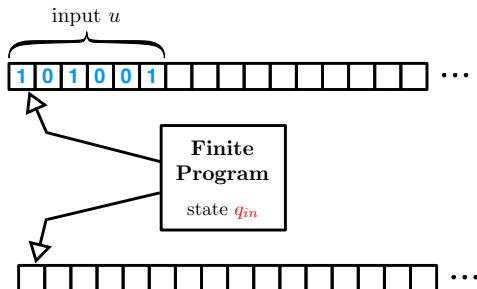 input u
1 0 1 0 0 1 ...
Finite
Program
state q_in
...